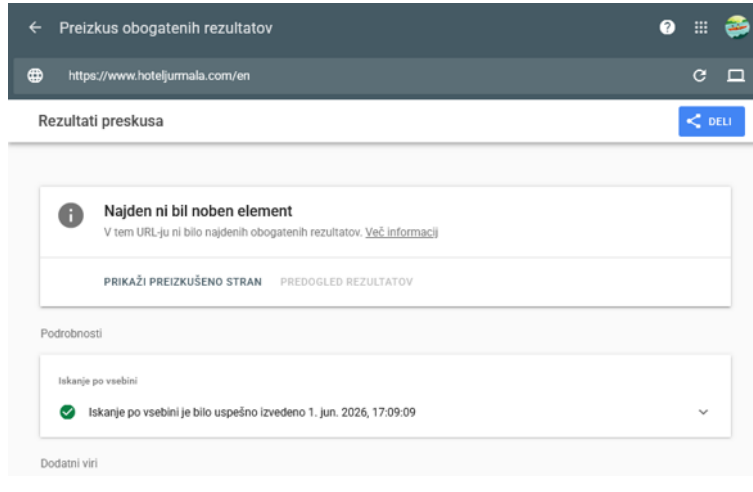 Preizkus obogatenih rezultatov
https://www.hoteljurmala.com/en
Rezultati preskusa
DELI
Najden ni bil noben element
V tem URL-ju ni bilo najdenih obogatenih rezultatov. Več informacij
PRIKAŽI PREIZKUŠENO STRAN PREDOGLED REZULTATOV
Podrobnosti
Iskanje po vsebini
Iskanje po vsebini je bilo uspešno izvedeno 1. jun. 2026, 17:09:09
Dodatni viri